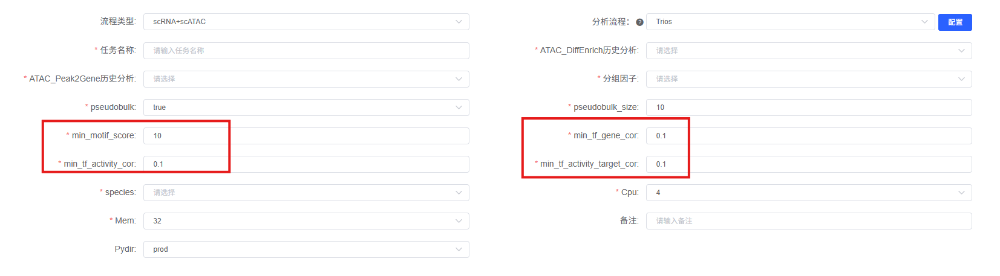 流程类型: scRNA+scATAC 分析流程: ? Trios 配置
* 任务名称: 请输入任务名称 * ATAC_DiffEnrich历史分析: 请选择
* ATAC_Peak2Gene历史分析: 请选择 * 分组因子: 请选择
* pseudobulk: true * pseudobulk_size: 10
* min_motif_score: 10 * min_tf_gene_cor: 0.1
* min_tf_activity_cor: 0.1 * min_tf_activity_target_cor: 0.1
* species: 请选择 * Cpu: 4
* Mem: 32 备注: 请输入备注
Pydir: prod